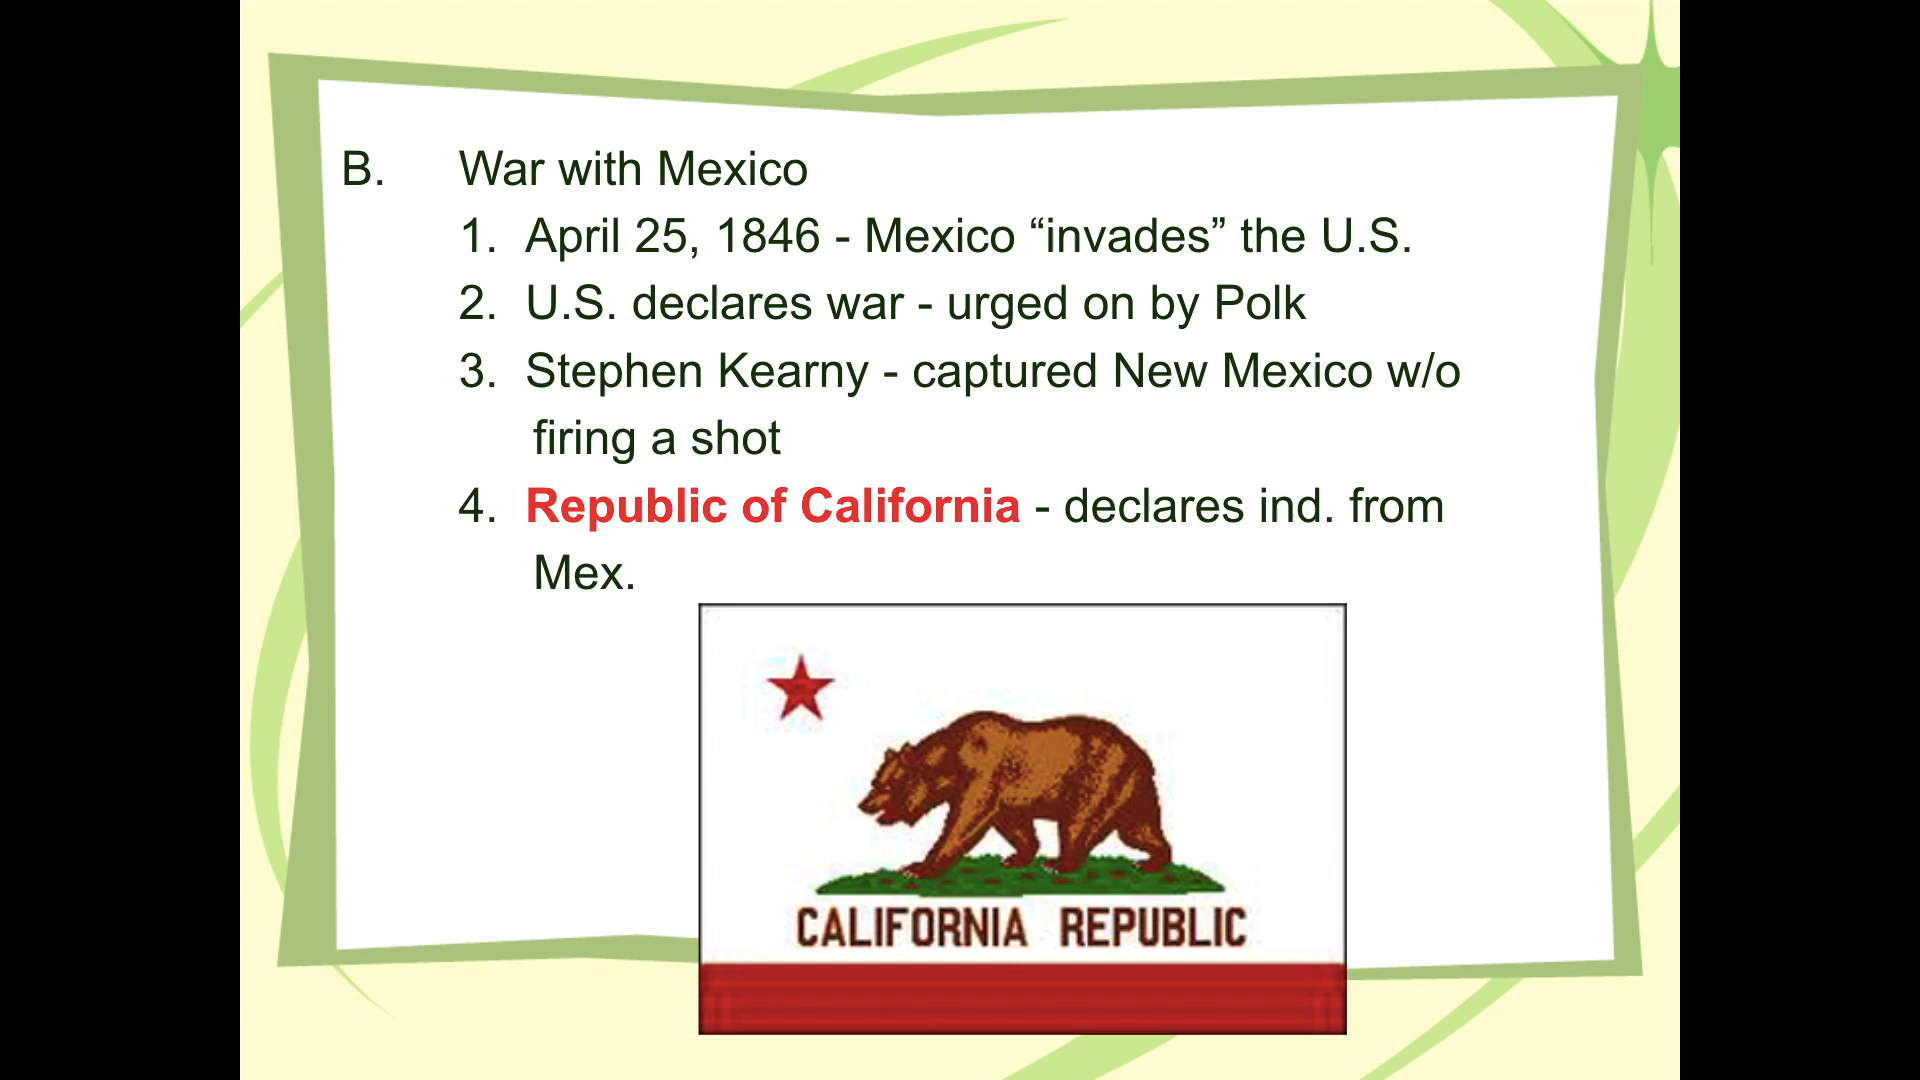 B. War with Mexico
1. April 25, 1846 - Mexico “invades” the U.S.
2. U.S. declares war - urged on by Polk
3. Stephen Kearny - captured New Mexico w/o
firing a shot
4. Republic of California - declares ind. from
Mex.
CALIFORNIA REPUBLIC